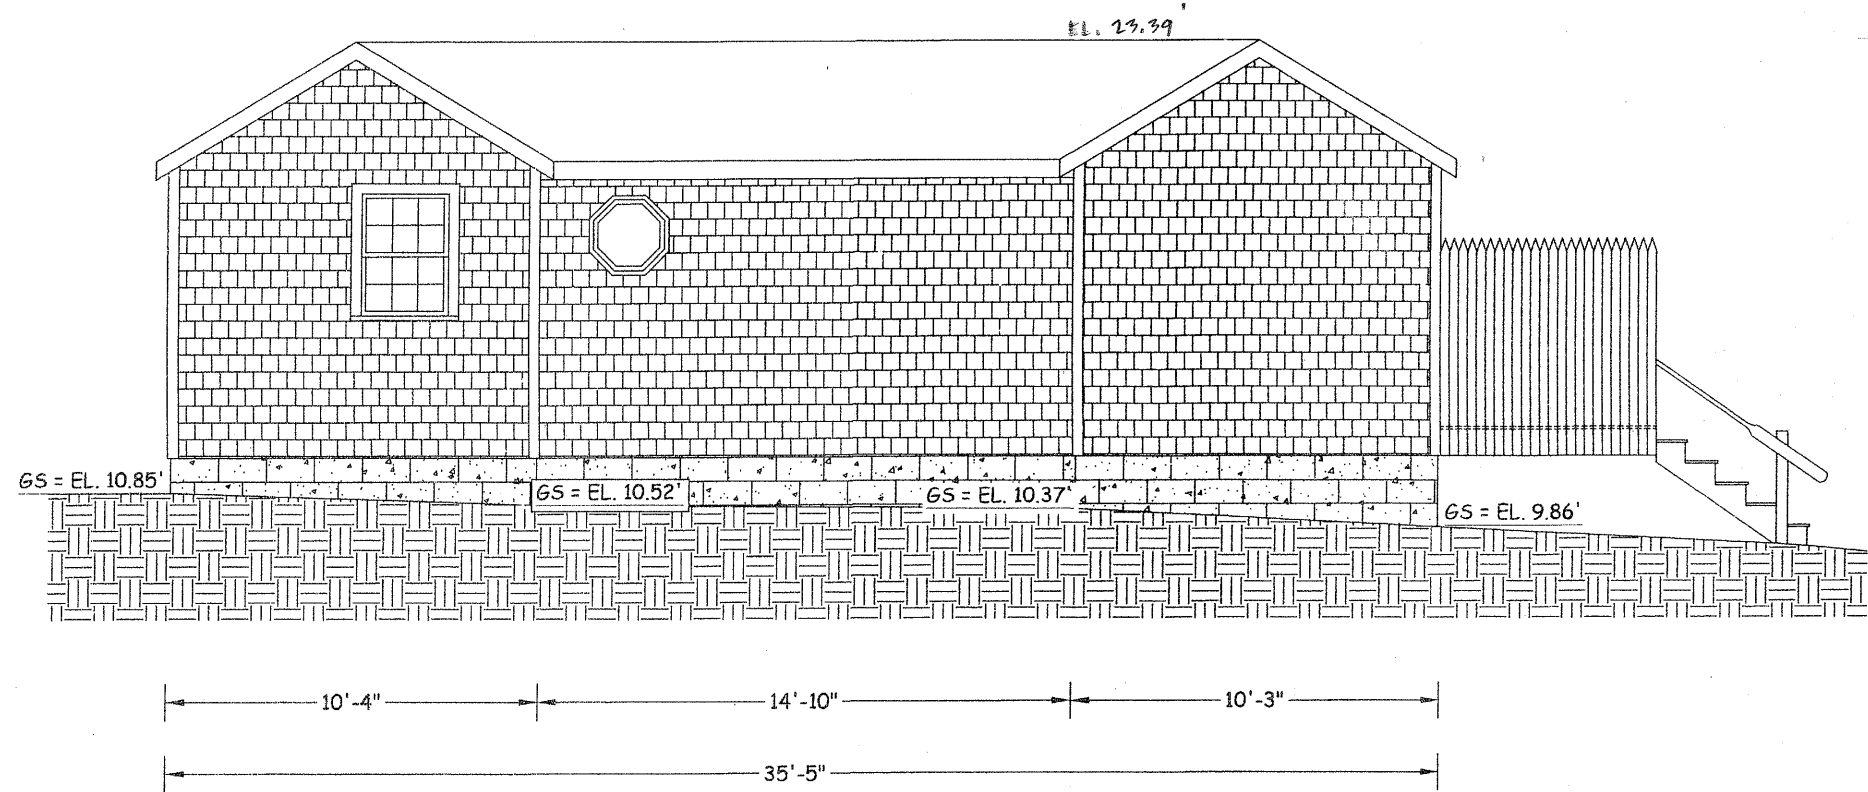 EL. 23.39'
GS = EL. 10.85'
GS = EL. 10.52'
GS = EL. 10.37'
GS = EL. 9.86'
10'-4"
14'-10"
10'-3"
35'-5"